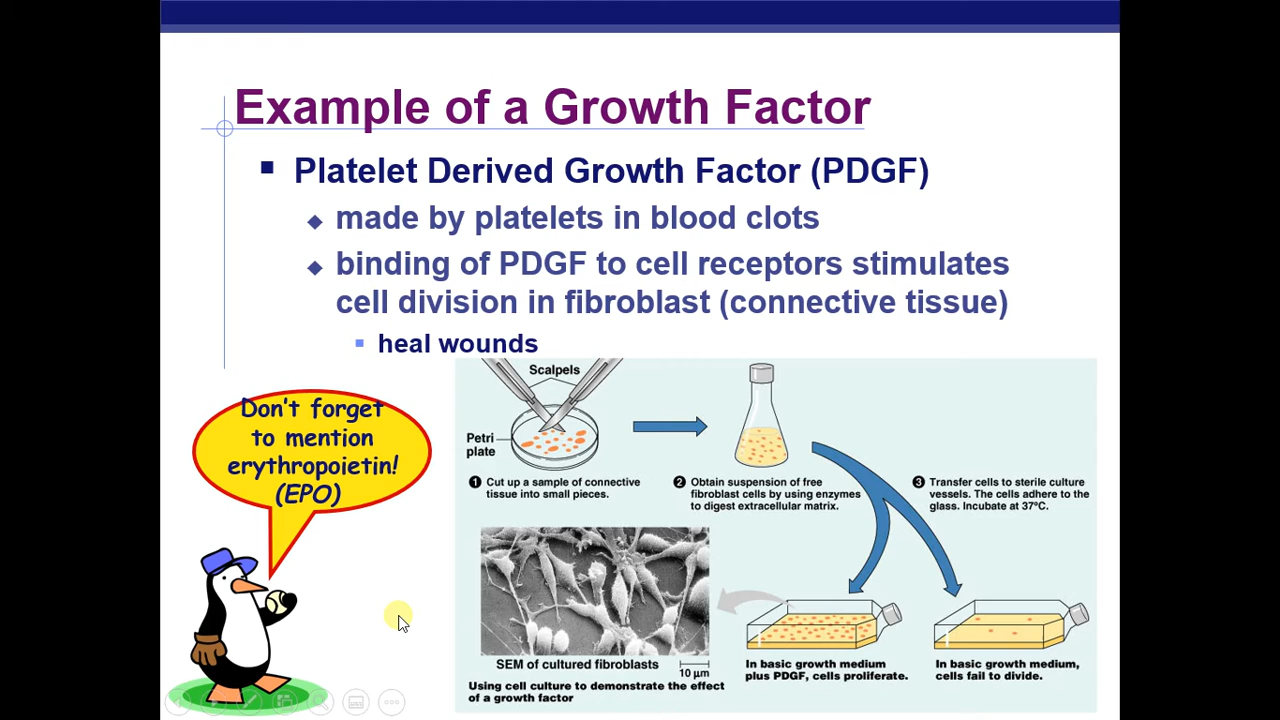 Example of a Growth Factor
Platelet Derived Growth Factor (PDGF)
made by platelets in blood clots
binding of PDGF to cell receptors stimulates
cell division in fibroblast (connective tissue)
heal wounds
Don't forget
to mention
erythropoietin!
(EPO)
Scalpels
Petri
plate
1 Cut up a sample of connective
tissue into small pieces.
2 Obtain suspension of free
fibroblast cells by using enzymes
to digest extracellular matrix.
3 Transfer cells to sterile culture
vessels. The cells adhere to the
glass. Incubate at 37°C.
SEM of cultured fibroblasts
10 μm
In basic growth medium
plus PDGF, cells proliferate.
In basic growth medium,
cells fail to divide.
Using cell culture to demonstrate the effect
of a growth factor